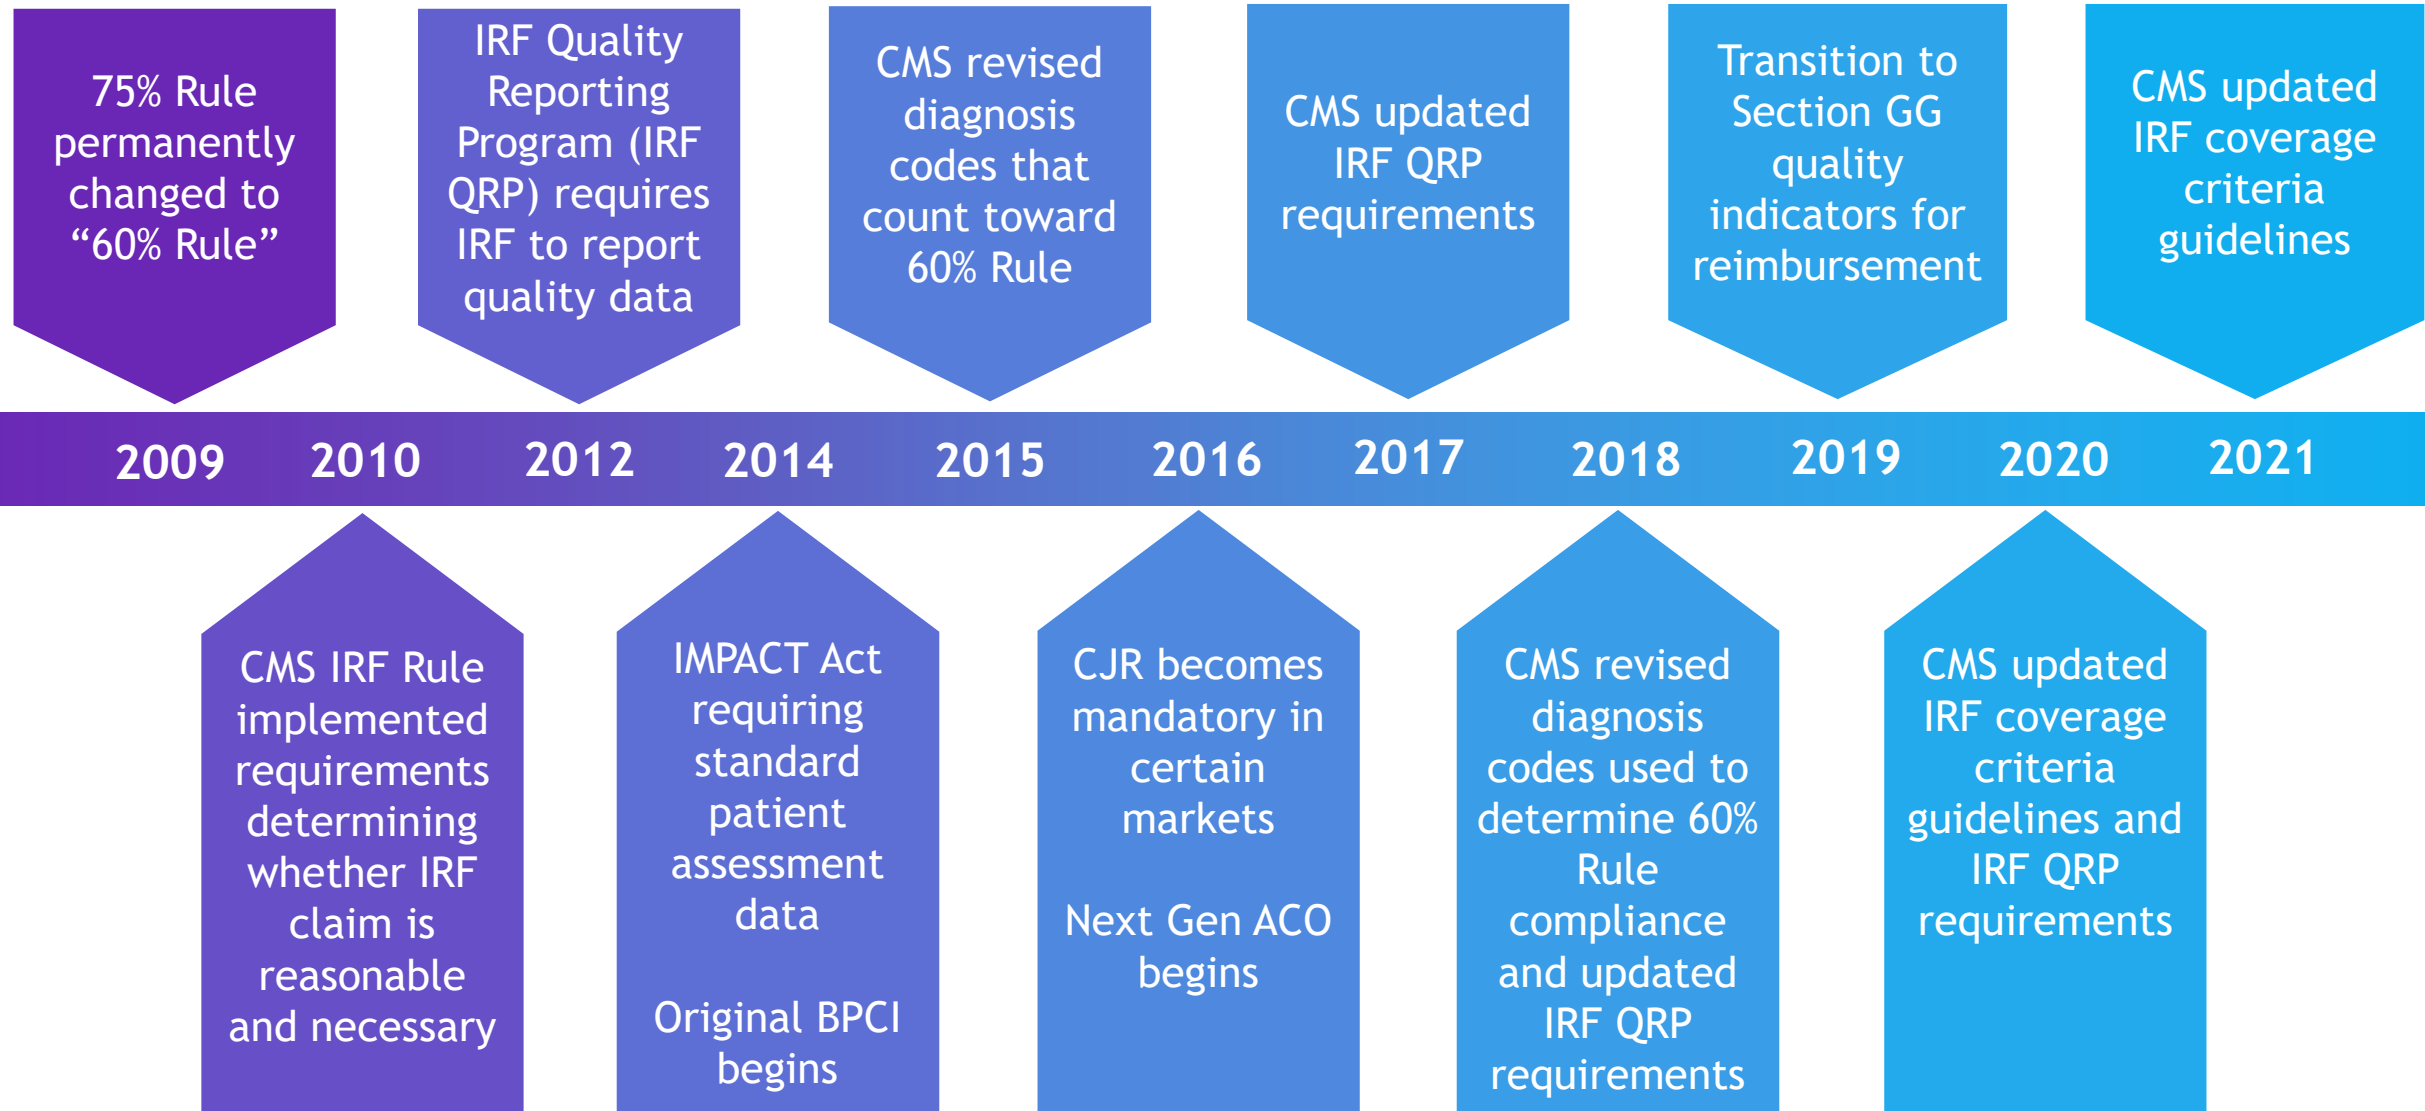 75% Rule
permanently
changed to
“60% Rule”
IRF Quality
Reporting
Program (IRF
QRP) requires
IRF to report
quality data
CMS revised
diagnosis
codes that
count toward
60% Rule
CMS updated
IRF QRP
requirements
Transition to
Section GG
quality
indicators for
reimbursement
CMS updated
IRF coverage
criteria
guidelines
2009 2010 2012 2014 2015 2016 2017 2018 2019 2020 2021
CMS IRF Rule
implemented
requirements
determining
whether IRF
claim is
reasonable
and necessary
IMPACT Act
requiring
standard
patient
assessment
data
Original BPCI
begins
CJR becomes
mandatory in
certain
markets
Next Gen ACO
begins
CMS revised
diagnosis
codes used to
determine 60%
Rule
compliance
and updated
IRF QRP
requirements
CMS updated
IRF coverage
criteria
guidelines and
IRF QRP
requirements